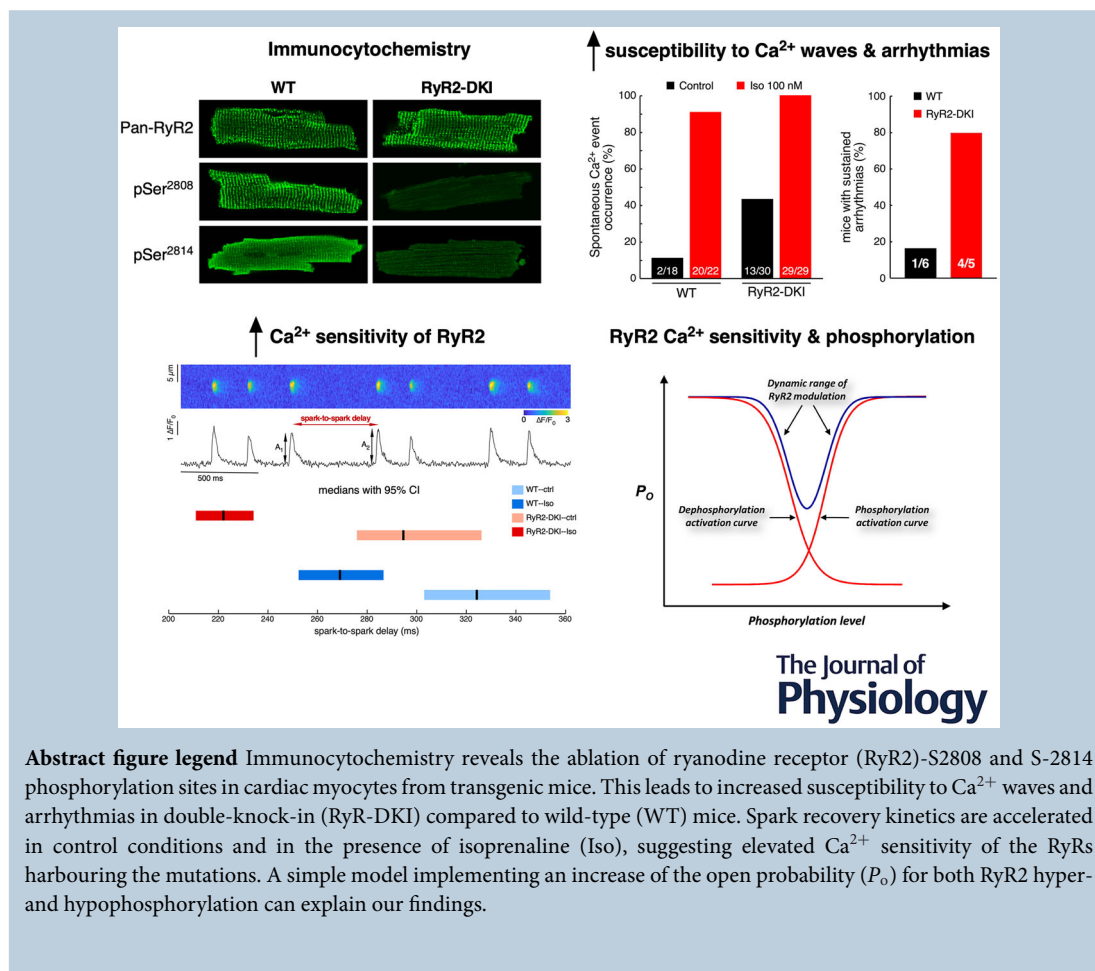 Immunocytochemistry
WT RyR2-DKI
Pan-RyR2
pSer2808
pSer2814
susceptibility to Ca2+ waves & arrhythmias
Control Iso 100 nM
Spontaneous Ca2+ event
occurrence (%)
100
80
60
40
20
0
2/18 20/22 13/30 29/29
WT RyR2-DKI
WT
RyR2-DKI
mice with sustained
arrhythmias (%)
100
80
60
40
20
0
1/6 4/5
Ca2+ sensitivity of RyR2
5 µm
0 ΔF/F0 3
1 ΔF/F0
spark-to-spark delay
A1 A2
500 ms
medians with 95% CI
WT--ctrl
WT--Iso
RyR2-DKI--ctrl
RyR2-DKI--Iso
200 220 240 260 280 300 320 340 360
spark-to-spark delay (ms)
RyR2 Ca2+ sensitivity & phosphorylation
Dynamic range of
RyR2 modulation
Po
Dephosphorylation
activation curve
Phosphorylation
activation curve
Phosphorylation level
The Journal of
Physiology
Abstract figure legend Immunocytochemistry reveals the ablation of ryanodine receptor (RyR2)-S2808 and S-2814
phosphorylation sites in cardiac myocytes from transgenic mice. This leads to increased susceptibility to Ca2+ waves and
arrhythmias in double-knock-in (RyR-DKI) compared to wild-type (WT) mice. Spark recovery kinetics are accelerated
in control conditions and in the presence of isoprenaline (Iso), suggesting elevated Ca2+ sensitivity of the RyRs
harbouring the mutations. A simple model implementing an increase of the open probability (Po) for both RyR2 hyper-
and hypophosphorylation can explain our findings.